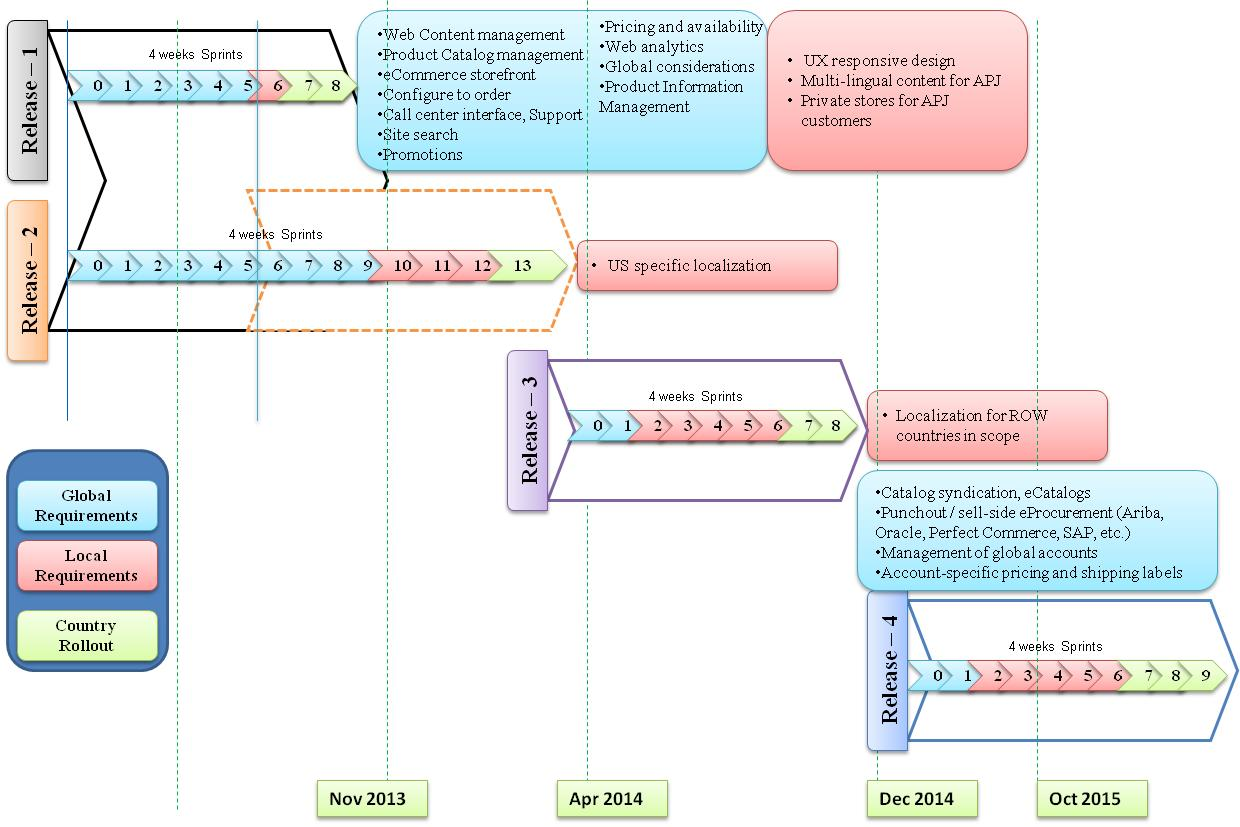 Release – 1
4 weeks Sprints
0 1 2 3 4 5 6 7 8
•Web Content management
•Product Catalog management
•eCommerce storefront
•Configure to order
•Call center interface, Support
•Site search
•Promotions
•Pricing and availability
•Web analytics
•Global considerations
•Product Information
Management
• UX responsive design
• Multi-lingual content for APJ
• Private stores for APJ
customers
Release – 2
4 weeks Sprints
0 1 2 3 4 5 6 7 8 9 10 11 12 13
• US specific localization
Release – 3
4 weeks Sprints
0 1 2 3 4 5 6 7 8
• Localization for ROW
countries in scope
Global
Requirements
Local
Requirements
Country
Rollout
•Catalog syndication, eCatalogs
•Punchout / sell-side eProcurement (Ariba,
Oracle, Perfect Commerce, SAP, etc.)
•Management of global accounts
•Account-specific pricing and shipping labels
Release – 4
4 weeks Sprints
0 1 2 3 4 5 6 7 8 9
Nov 2013
Apr 2014
Dec 2014
Oct 2015